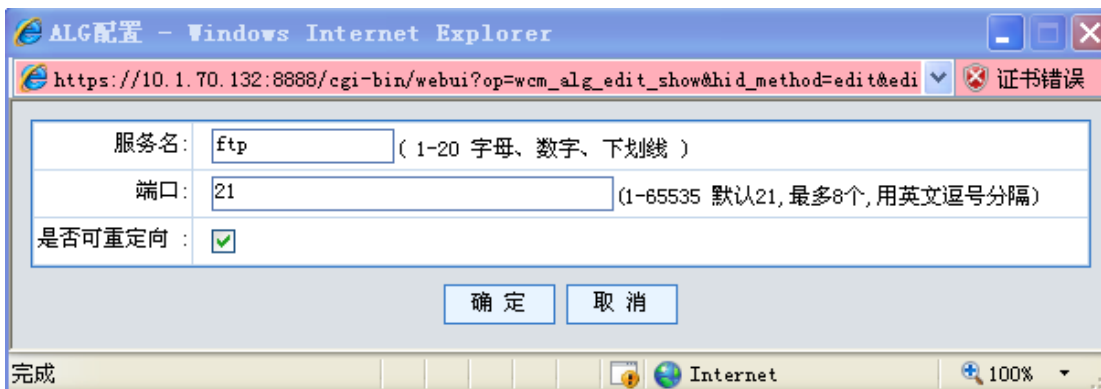 ALG配置 - Windows Internet Explorer
https://10.1.70.132:8888/cgi-bin/webui?op=wcm_alg_edit_show&hid_method=edit&edi 证书错误
服务名: ftp ( 1-20 字母、数字、下划线 )
端口: 21 (1-65535 默认21,最多8个,用英文逗号分隔)
是否可重定向 :
确 定 取 消
完成 Internet 100%